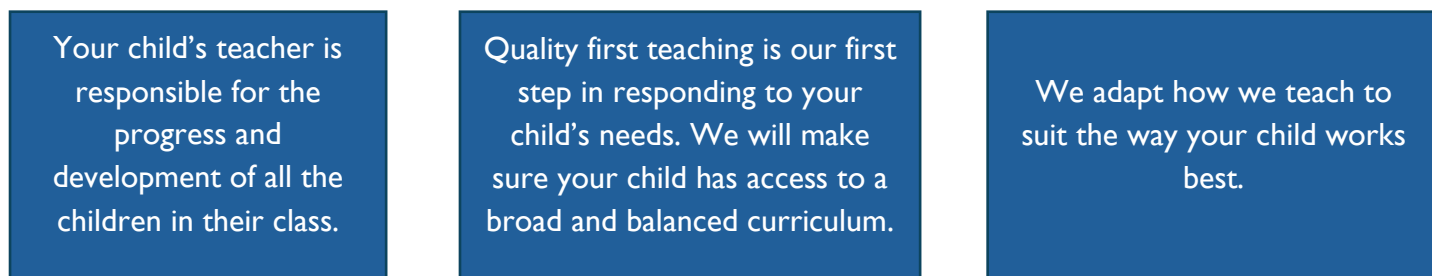 Your child’s teacher is
responsible for the
progress and
development of all the
children in their class.
Quality first teaching is our first
step in responding to your
child’s needs. We will make
sure your child has access to a
broad and balanced curriculum.
We adapt how we teach to
suit the way your child works
best.